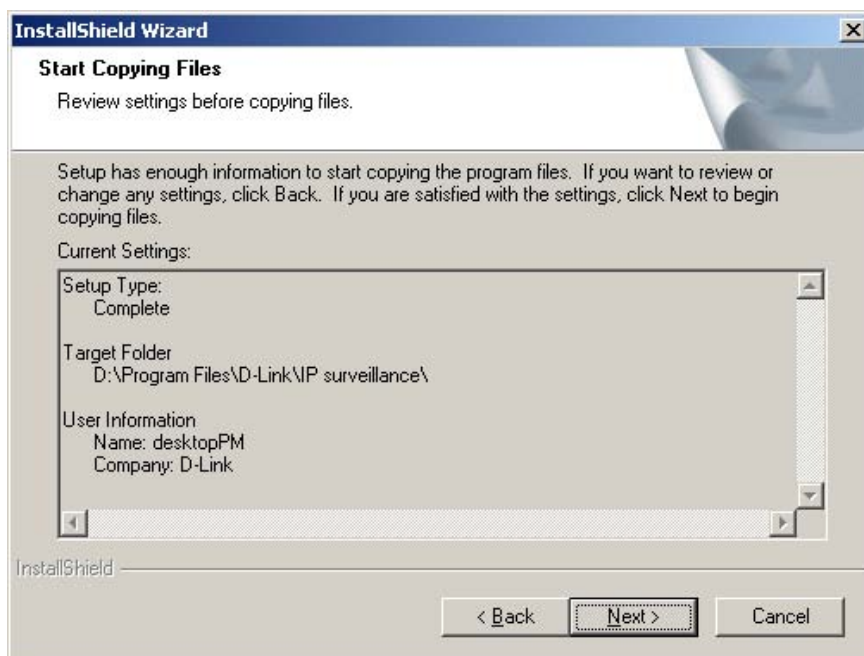 InstallShield Wizard
Start Copying Files
Review settings before copying files.
Setup has enough information to start copying the program files.  If you want to review or
change any settings, click Back.  If you are satisfied with the settings, click Next to begin
copying files.
Current Settings:
Setup Type:
Complete
Target Folder
D:\Program Files\D-Link\IP surveillance\
User Information
Name: desktopPM
Company: D-Link
InstallShield
< Back
Next >
Cancel